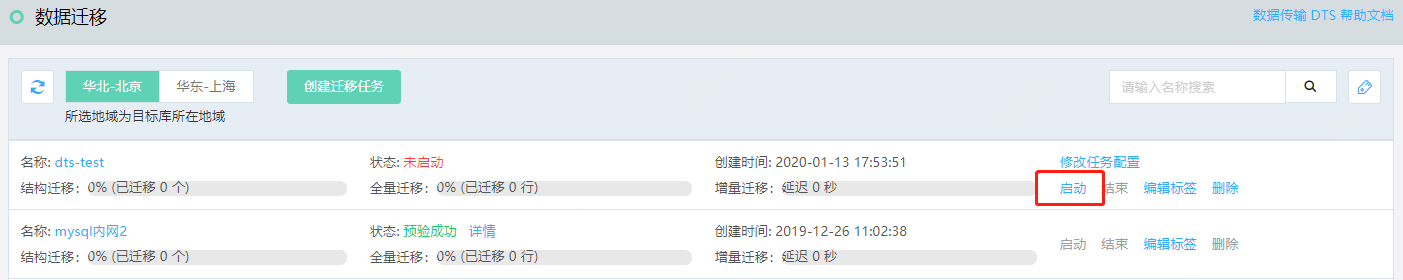 数据迁移
数据传输 DTS 帮助文档
华北-北京 华东-上海 创建迁移任务 请输入名称搜索
所选地域为目标库所在地域
名称: dts-test 状态: 未启动 创建时间: 2020-01-13 17:53:51 修改任务配置
结构迁移: 0% (已迁移 0 个) 全量迁移: 0% (已迁移 0 行) 增量迁移: 延迟 0 秒 启动 结束 编辑标签 删除
名称: mysql内网2 状态: 预验成功 详情 创建时间: 2019-12-26 11:02:38
启动 结束 编辑标签 删除
结构迁移: 0% (已迁移 0 个) 全量迁移: 0% (已迁移 0 行) 增量迁移: 延迟 0 秒